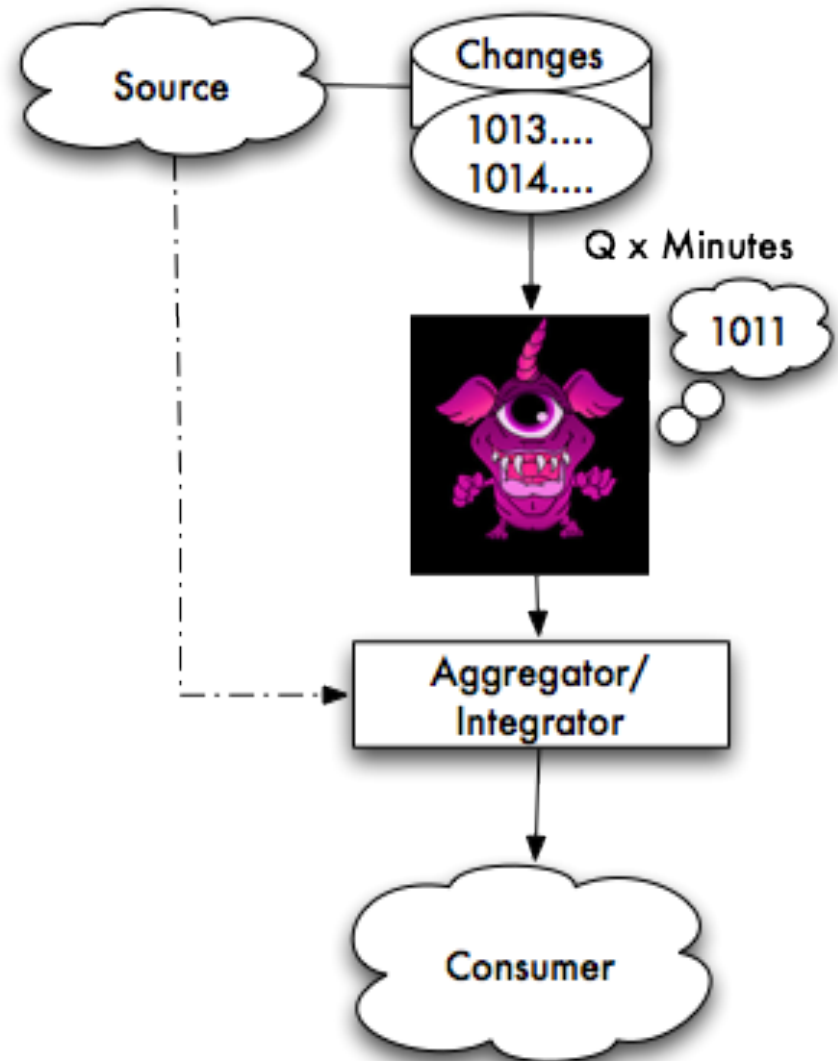 Source
Changes
1013....
1014....
Q x Minutes
1011
Aggregator/
Integrator
Consumer